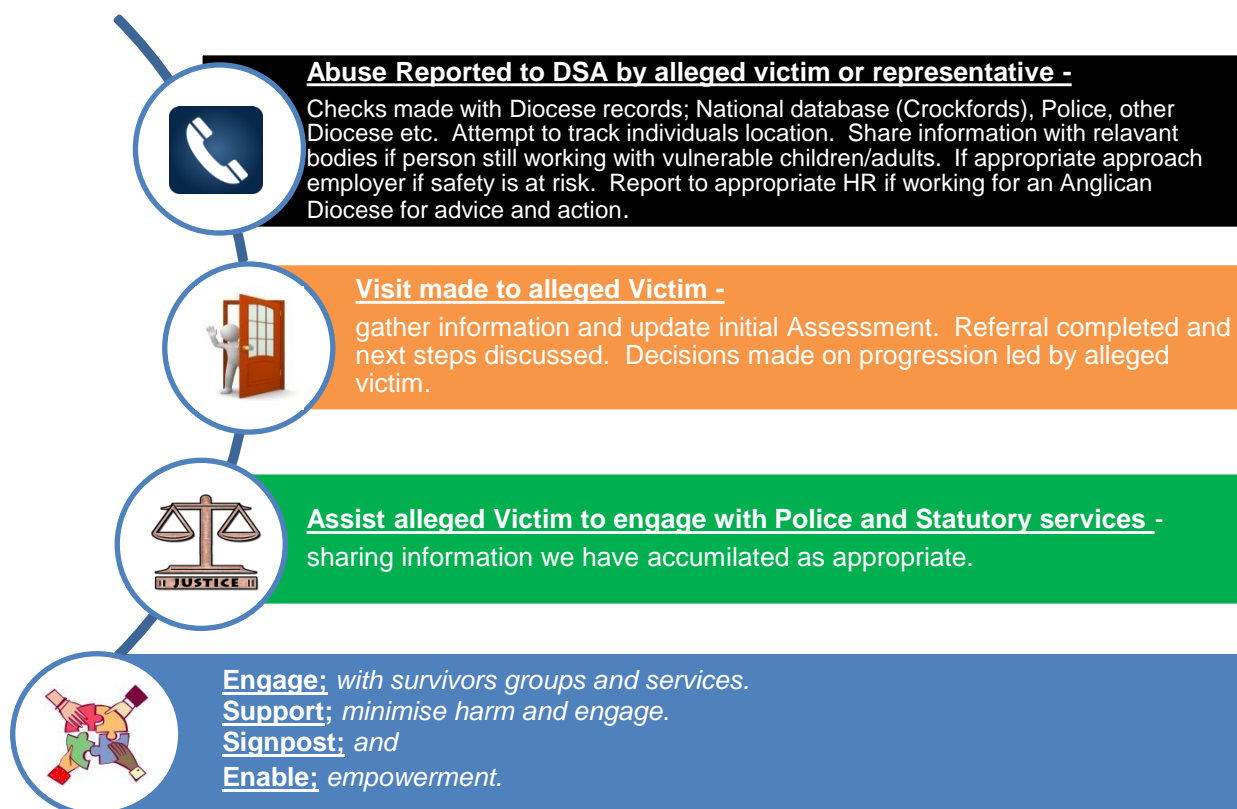 Abuse Reported to DSA by alleged victim or representative -
Checks made with Diocese records; National database (Crockfords), Police, other
Diocese etc.  Attempt to track individuals location.  Share information with relavant
bodies if person still working with vulnerable children/adults.  If appropriate approach
employer if safety is at risk.  Report to appropriate HR if working for an Anglican
Diocese for advice and action.
Visit made to alleged Victim -
gather information and update initial Assessment.  Referral completed and
next steps discussed.  Decisions made on progression led by alleged
victim.
JUSTICE
Assist alleged Victim to engage with Police and Statutory services -
sharing information we have accumilated as appropriate.
Engage; with survivors groups and services.
Support; minimise harm and engage.
Signpost; and
Enable; empowerment.